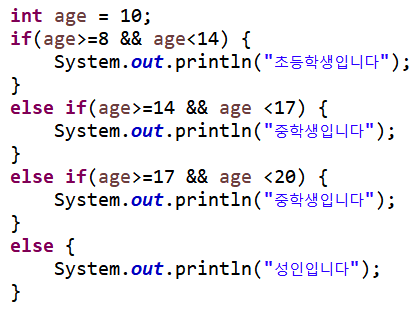 int age = 10;
if(age>=8 && age<14) {
    System.out.println("초등학생입니다");
}
else if(age>=14 && age <17) {
    System.out.println("중학생입니다");
}
else if(age>=17 && age <20) {
    System.out.println("중학생입니다");
}
else {
    System.out.println("성인입니다");
}